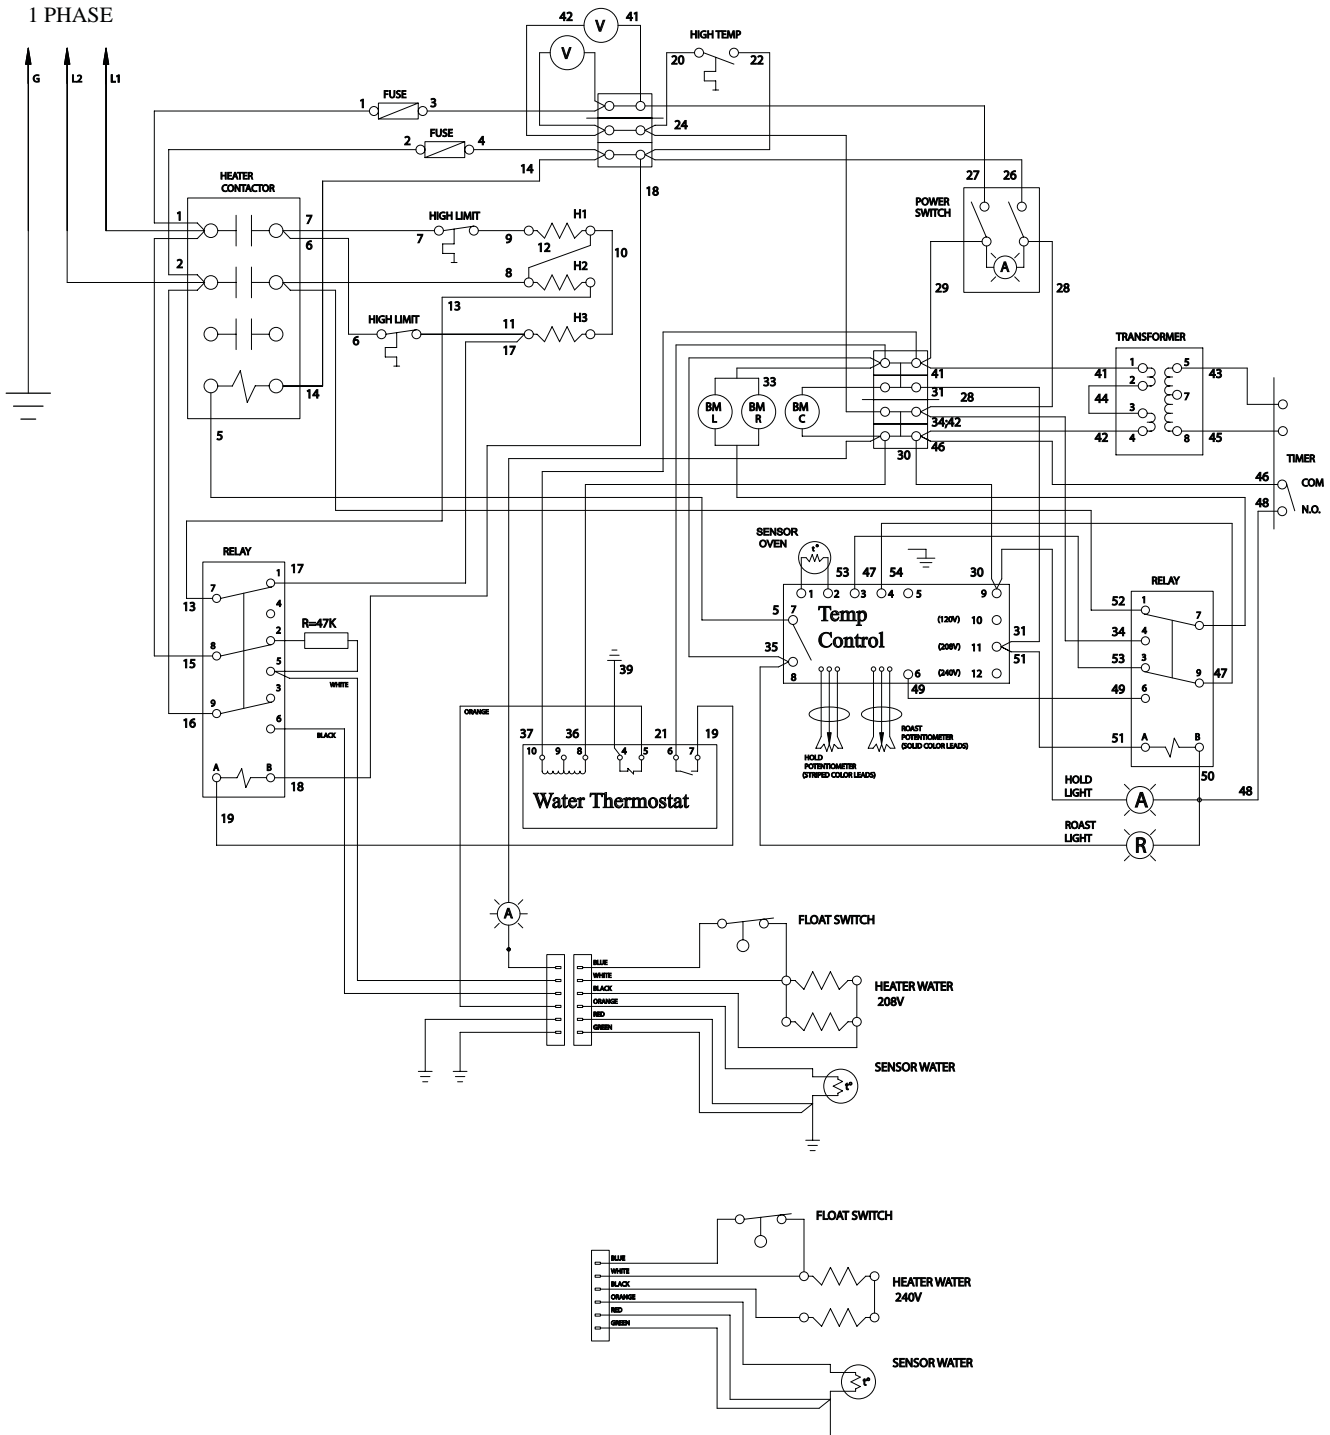 1 PHASE
G
L2
L1
42
V
41
V
HIGH TEMP
20
22
1
FUSE
3
2
FUSE
4
24
14
18
HEATER
CONTACTOR
1
7
6
2
HIGH LIMIT
7
9
H1
12
10
8
H2
13
HIGH LIMIT
6
11
17
H3
14
5
27
26
POWER
SWITCH
A
29
28
TRANSFORMER
41
1
2
44
3
42
4
5
7
8
43
45
33
BM
L
BM
R
BM
C
41
31
28
34;42
30
46
TIMER
46
COM
48
N.O.
RELAY
1
17
7
13
4
2
R=47K
8
15
5
WHITE
3
9
16
6
BLACK
A
B
18
19
SENSOR
OVEN
t°
53
47
54
30
1
2
3
4
5
9
5
7
Temp
Control
35
8
(120V)
10
(208V)
11
(240V)
12
31
51
6
49
HOLD
POTENTIOMETER
(STRIPED COLOR LEADS)
ROAST
POTENTIOMETER
(SOLID COLOR LEADS)
RELAY
52
1
7
34
4
53
3
9
47
49
6
51
A
B
50
HOLD
LIGHT
A
48
ROAST
LIGHT
R
39
ORANGE
37
36
21
19
10
9
8
4
5
6
7
Water Thermostat
A
BLUE
WHITE
BLACK
ORANGE
RED
GREEN
FLOAT SWITCH
HEATER WATER
208V
SENSOR WATER
t°
FLOAT SWITCH
BLUE
WHITE
BLACK
ORANGE
RED
GREEN
HEATER WATER
240V
SENSOR WATER
t°